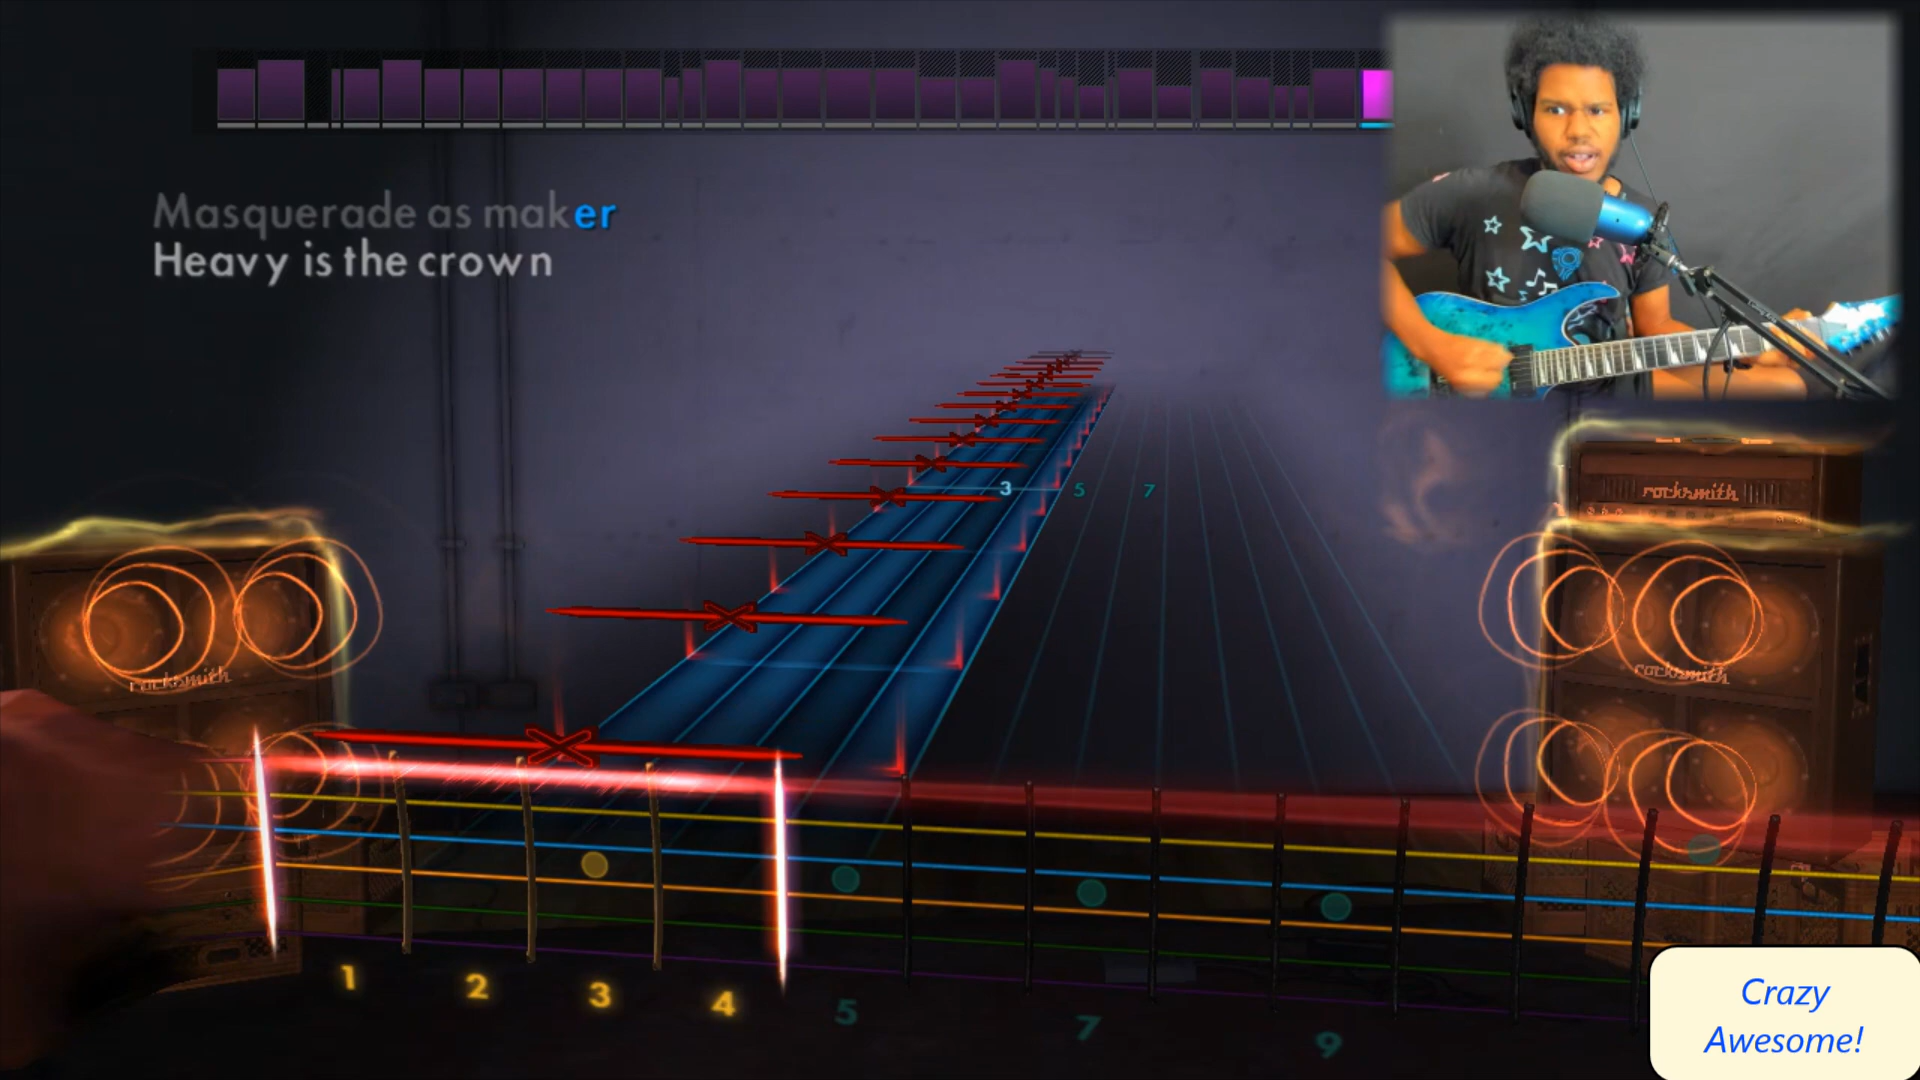 Masquerade as maker
Heavy is the crown
3 5 7
rocksmith
rocksmith
rocksmith
1 2 3 4 5 7 9
Crazy
Awesome!